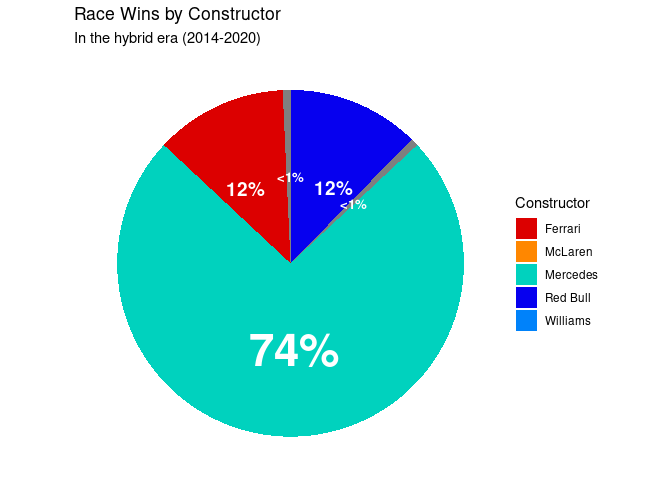 Race Wins by Constructor
In the hybrid era (2014-2020)
<1%
12%
12%
<1%
74%
Constructor
Ferrari
McLaren
Mercedes
Red Bull
Williams